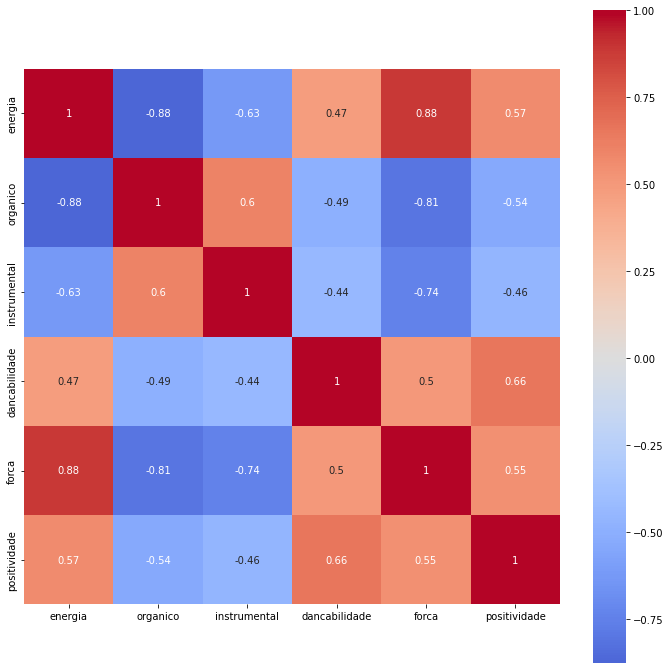 energia 1 -0.88 -0.63 0.47 0.88 0.57
organico -0.88 1 0.6 -0.49 -0.81 -0.54
instrumental -0.63 0.6 1 -0.44 -0.74 -0.46
dancabilidade 0.47 -0.49 -0.44 1 0.5 0.66
forca 0.88 -0.81 -0.74 0.5 1 0.55
positividade 0.57 -0.54 -0.46 0.66 0.55 1
energia organico instrumental dancabilidade forca positividade
1.00
0.75
0.50
0.25
0.00
−0.25
−0.50
−0.75